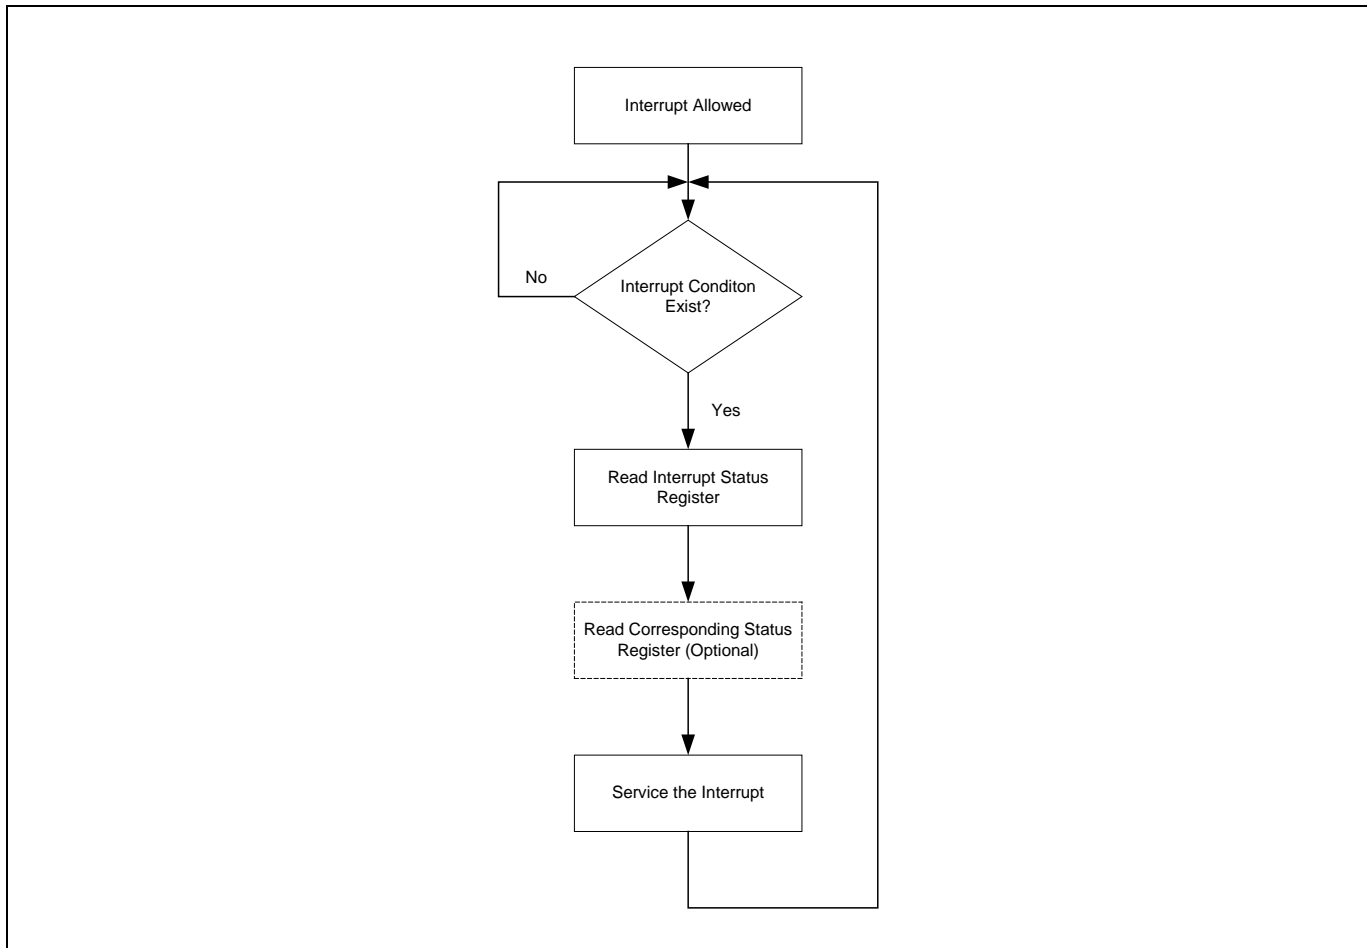 Interrupt Allowed
No
Interrupt Conditon
Exist?
Yes
Read Interrupt Status
Register
Read Corresponding Status
Register (Optional)
Service the Interrupt